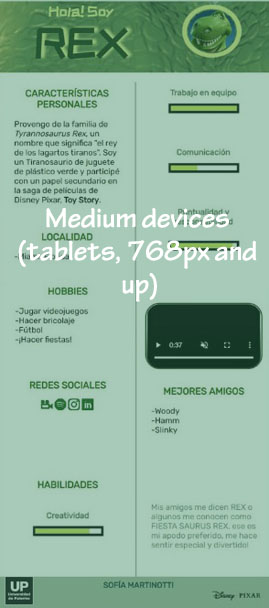 Hola! Soy
REX
CARACTERÍSTICAS
PERSONALES
Provengo de la familia de
Tyrannosaurus Rex, un
nombre que significa "el rey
de los lagartos tiranos". Soy
un Tiranosaurio de juguete
de plástico verde y participé
con un papel secundario en
la saga de películas de
Disney Pixar, Toy Story.
LOCALIDAD
HOBBIES
-Jugar videojuegos
-Hacer bricolaje
-Fútbol
-¡Hacer fiestas!
REDES SOCIALES
HABILIDADES
Creatividad
Trabajo en equipo
Comunicación
Puntualidad y
Medium devices
(tablets, 768px and
up)
0:37
MEJORES AMIGOS
-Woody
-Hamm
-Slinky
Mis amigos me dicen REX o
algunos me conocen como
FIESTA SAURUS REX, ese es
mi apodo preferido, me hace
sentir especial y divertido!
UP
Universidad
de Palermo
SOFÍA MARTINOTTI
Disney PIXAR